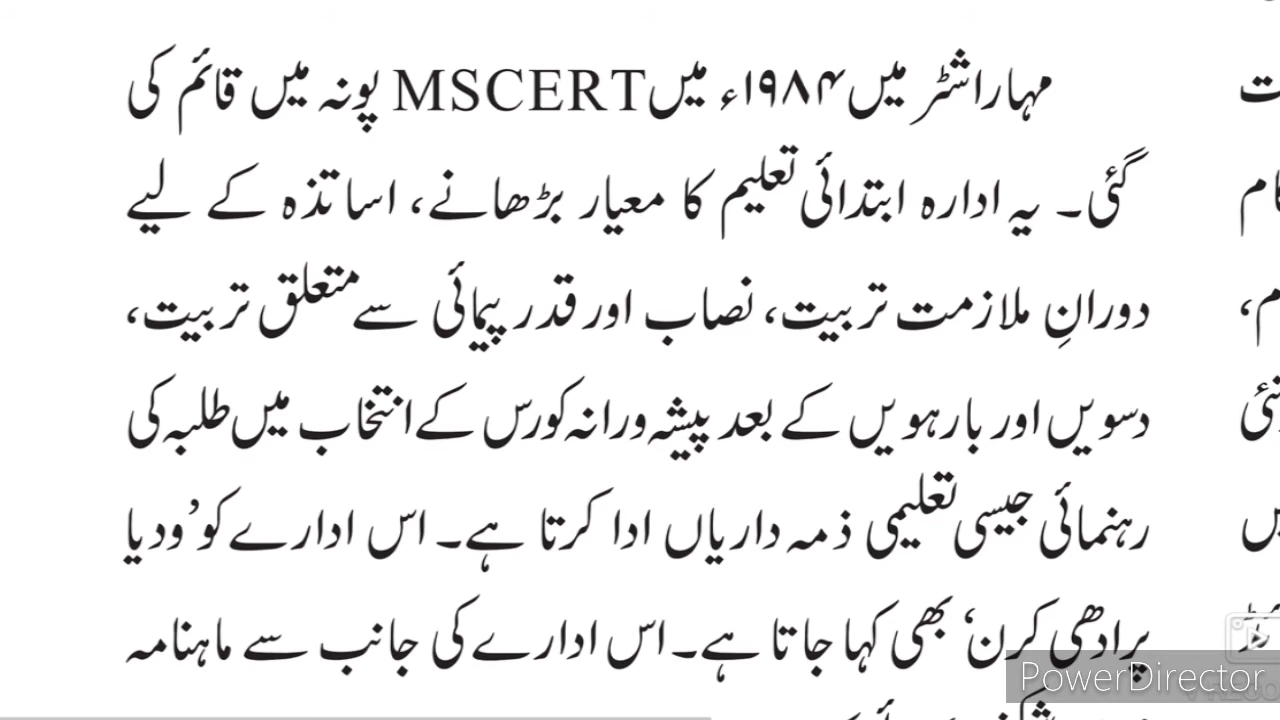 مہاراشٹر میں ۱۹۸۴ء میں MSCERT پونہ میں قائم کی
گئی۔ یہ ادارہ ابتدائی تعلیم کا معیار بڑھانے، اساتذہ کے لیے
دورانِ ملازمت تربیت، نصاب اور قدر پیمائی سے متعلق تربیت،
دسویں اور بارہویں کے بعد پیشہ ورانہ کورس کے انتخاب میں طلبہ کی
رہنمائی جیسی تعلیمی ذمہ داریاں ادا کرتا ہے۔ اس ادارے کو ’ودیا
پرادھی کرن‘ بھی کہا جاتا ہے۔ اس ادارے کی جانب سے ماہنامہ
PowerDirector